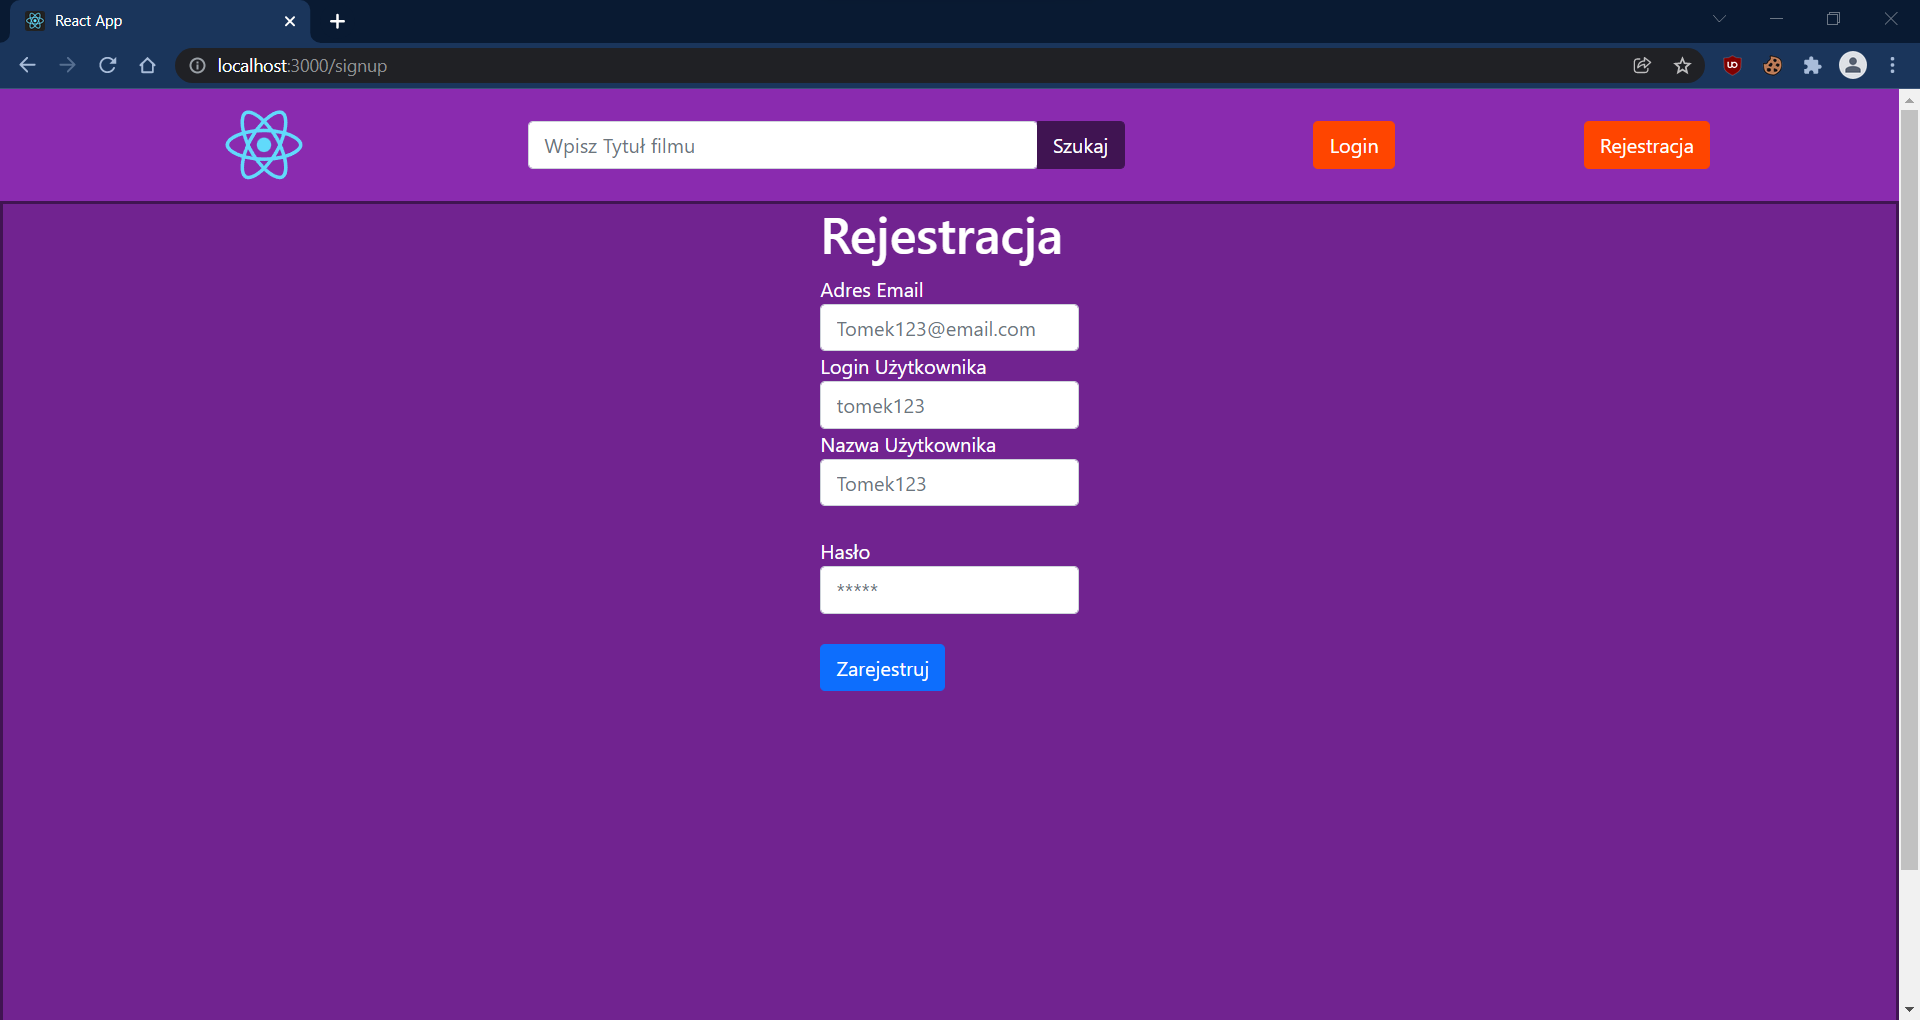 React App
localhost:3000/signup
Wpisz Tytuł filmu
Szukaj
Login
Rejestracja
Rejestracja
Adres Email
Tomek123@email.com
Login Użytkownika
tomek123
Nazwa Użytkownika
Tomek123
Hasło
*****
Zarejestruj